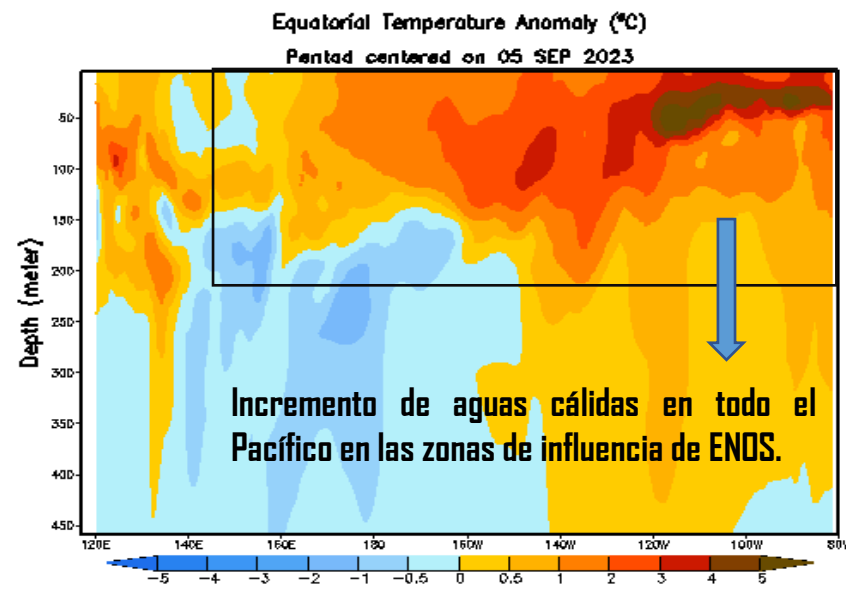 Equatorial Temperature Anomaly (°C)
Pentad centered on 05 SEP 2023
Depth (meter)
50
100
150
200
250
300
350
400
450
Incremento de aguas cálidas en todo el
Pacífico en las zonas de influencia de ENOS.
120E 140E 160E 180 160W 140W 120W 100W 80W
-5 -4 -3 -2 -1 -0.5 0 0.5 1 2 3 4 5